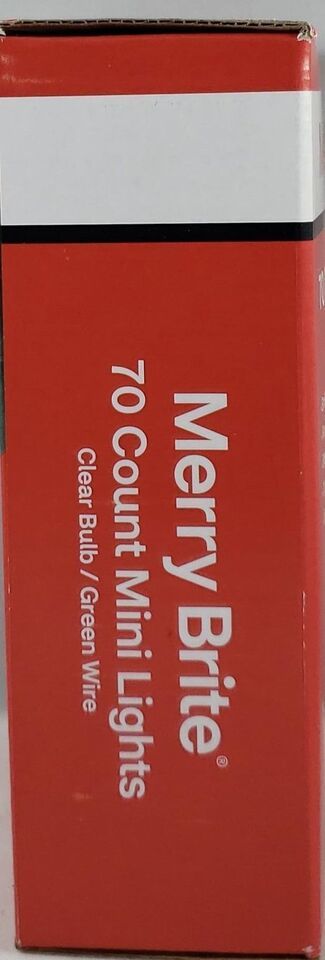 Merry Brite®
70 Count Mini Lights
Clear Bulb / Green Wire